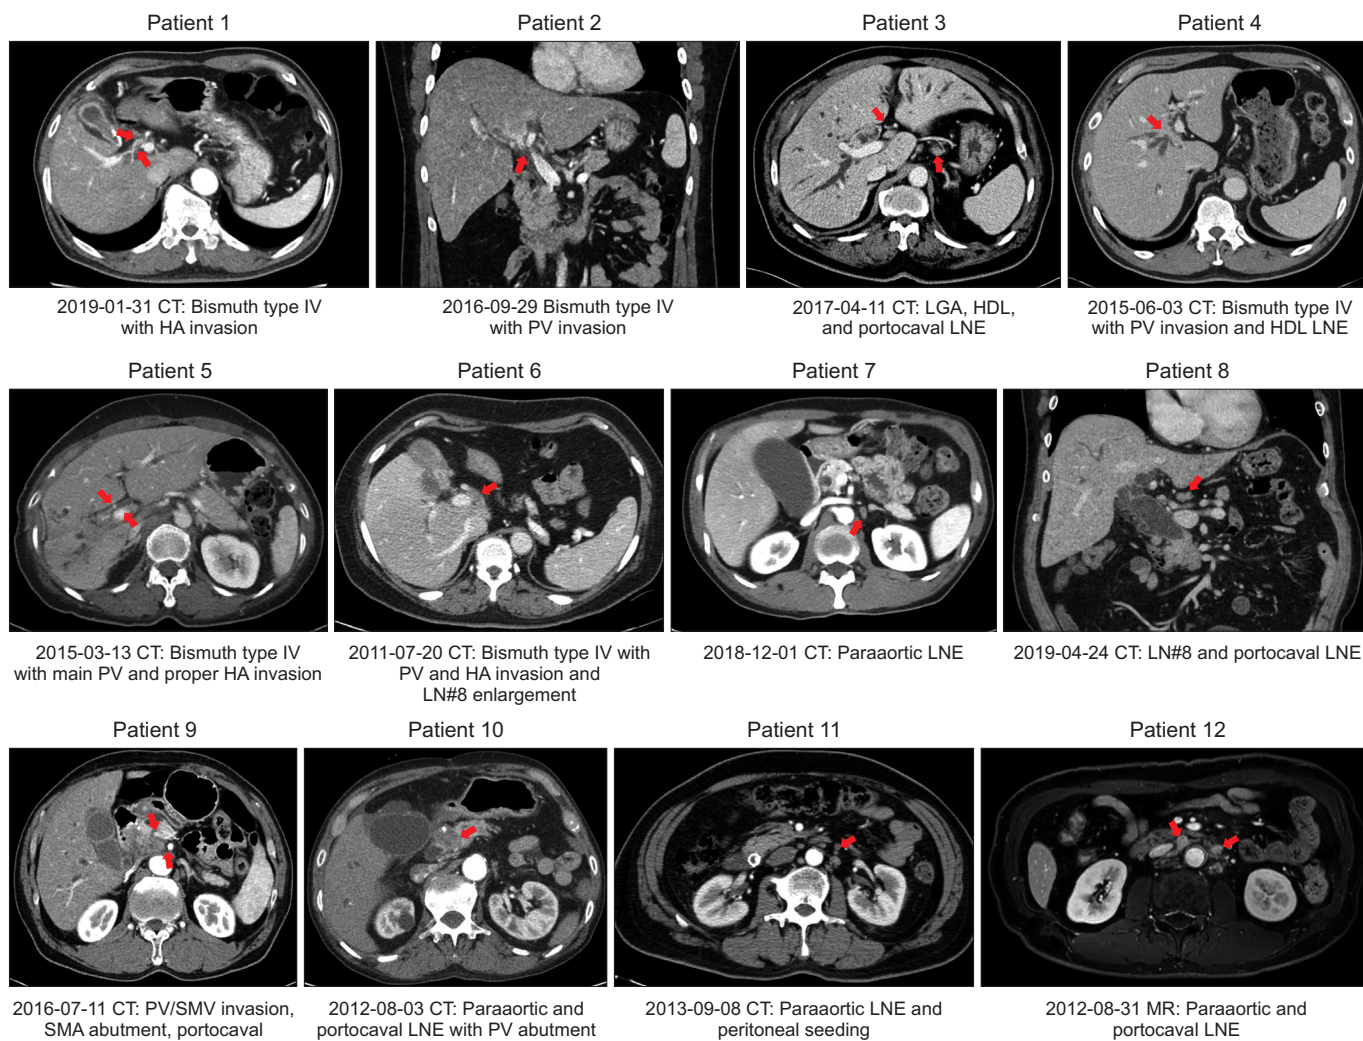 Patient 1
Patient 2
Patient 3
Patient 4
2019-01-31 CT: Bismuth type IV
with HA invasion
2016-09-29 Bismuth type IV
with PV invasion
2017-04-11 CT: LGA, HDL,
and portocaval LNE
2015-06-03 CT: Bismuth type IV
with PV invasion and HDL LNE
Patient 5
Patient 6
Patient 7
Patient 8
2015-03-13 CT: Bismuth type IV
with main PV and proper HA invasion
2011-07-20 CT: Bismuth type IV with
PV and HA invasion and
LN#8 enlargement
2018-12-01 CT: Paraaortic LNE
2019-04-24 CT: LN#8 and portocaval LNE
Patient 9
Patient 10
Patient 11
Patient 12
2016-07-11 CT: PV/SMV invasion,
SMA abutment, portocaval
2012-08-03 CT: Paraaortic and
portocaval LNE with PV abutment
2013-09-08 CT: Paraaortic LNE and
peritoneal seeding
2012-08-31 MR: Paraaortic and
portocaval LNE